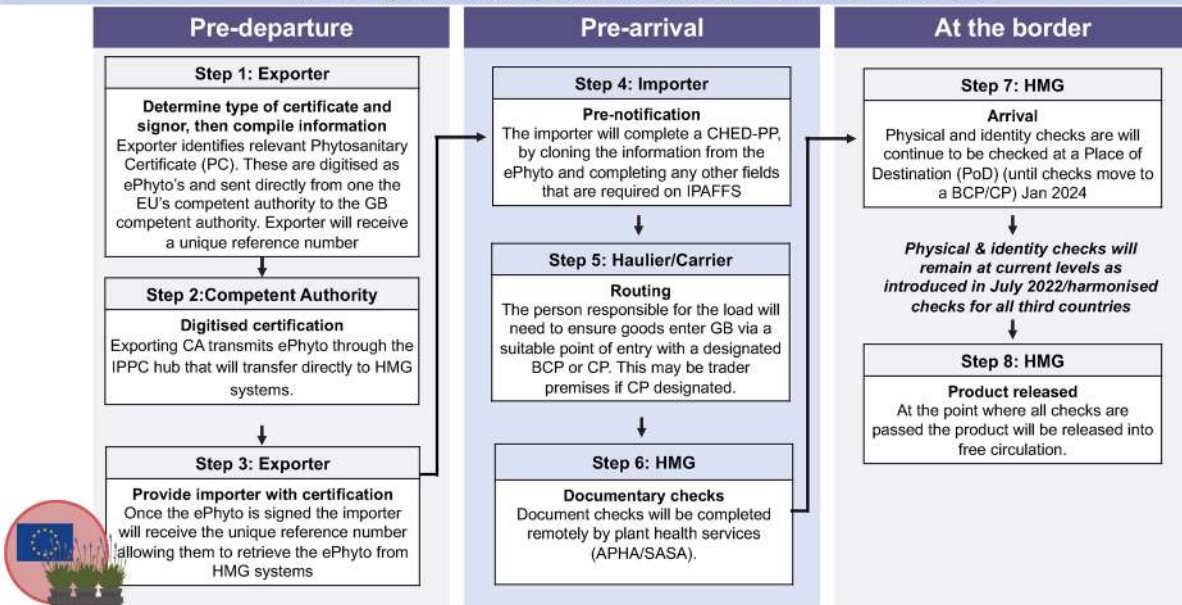 Pre-departure
Step 1: Exporter
Determine type of certificate and
signor, then compile information
Exporter identifies relevant Phytosanitary
Certificate (PC). These are digitised as
ePhyto's and sent directly from one the
EU's competent authority to the GB
competent authority. Exporter will receive
a unique reference number
Step 2:Competent Authority
Digitised certification
Exporting CA transmits ePhyto through the
IPPC hub that will transfer directly to HMG
systems.
Step 3: Exporter
Provide importer with certification
Once the ePhyto is signed the importer
will receive the unique reference number
allowing them to retrieve the ePhyto from
HMG systems
Pre-arrival
Step 4: Importer
Pre-notification
The importer will complete a CHED-PP,
by cloning the information from the
ePhyto and completing any other fields
that are required on IPAFFS
Step 5: Haulier/Carrier
Routing
The person responsible for the load will
need to ensure goods enter GB via a
suitable point of entry with a designated
BCP or CP. This may be trader
premises if CP designated.
Step 6: HMG
Documentary checks
Document checks will be completed
remotely by plant health services
(APHA/SASA).
At the border
Step 7: HMG
Arrival
Physical and identity checks are will
continue to be checked at a Place of
Destination (PoD) (until checks move to
a BCP/CP) Jan 2024
Physical & identity checks will
remain at current levels as
introduced in July 2022/harmonised
checks for all third countries
Step 8: HMG
Product released
At the point where all checks are
passed the product will be released into
free circulation.